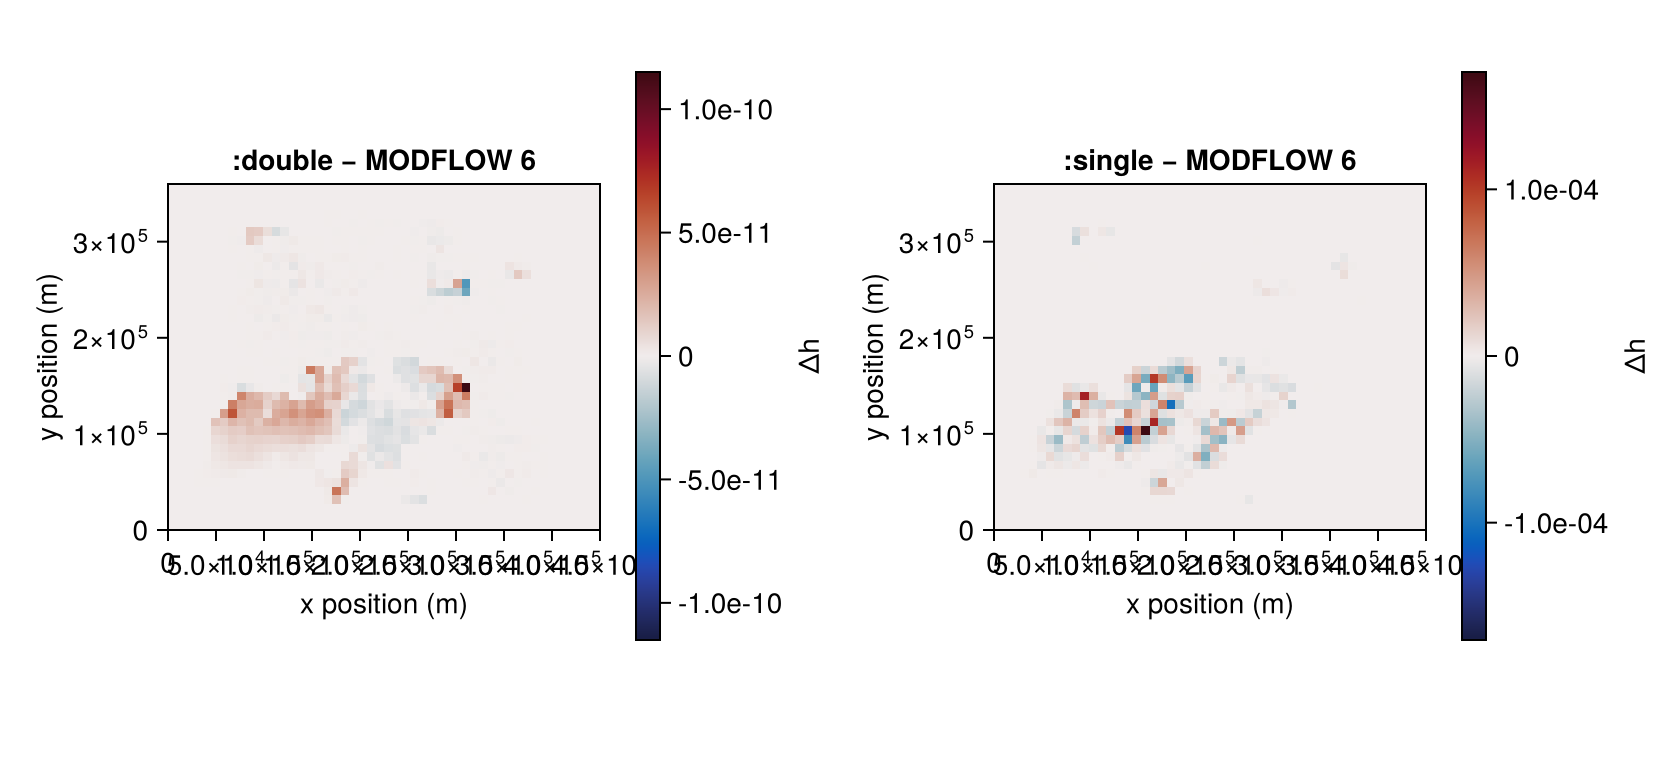 :double – MODFLOW 6
3×10⁵
2×10⁵
1×10⁵
0
y position (m)
x position (m)
1.0e-10
5.0e-11
0
-5.0e-11
-1.0e-10
Δh
:single – MODFLOW 6
3×10⁵
2×10⁵
1×10⁵
0
y position (m)
x position (m)
1.0e-04
0
-1.0e-04
Δh